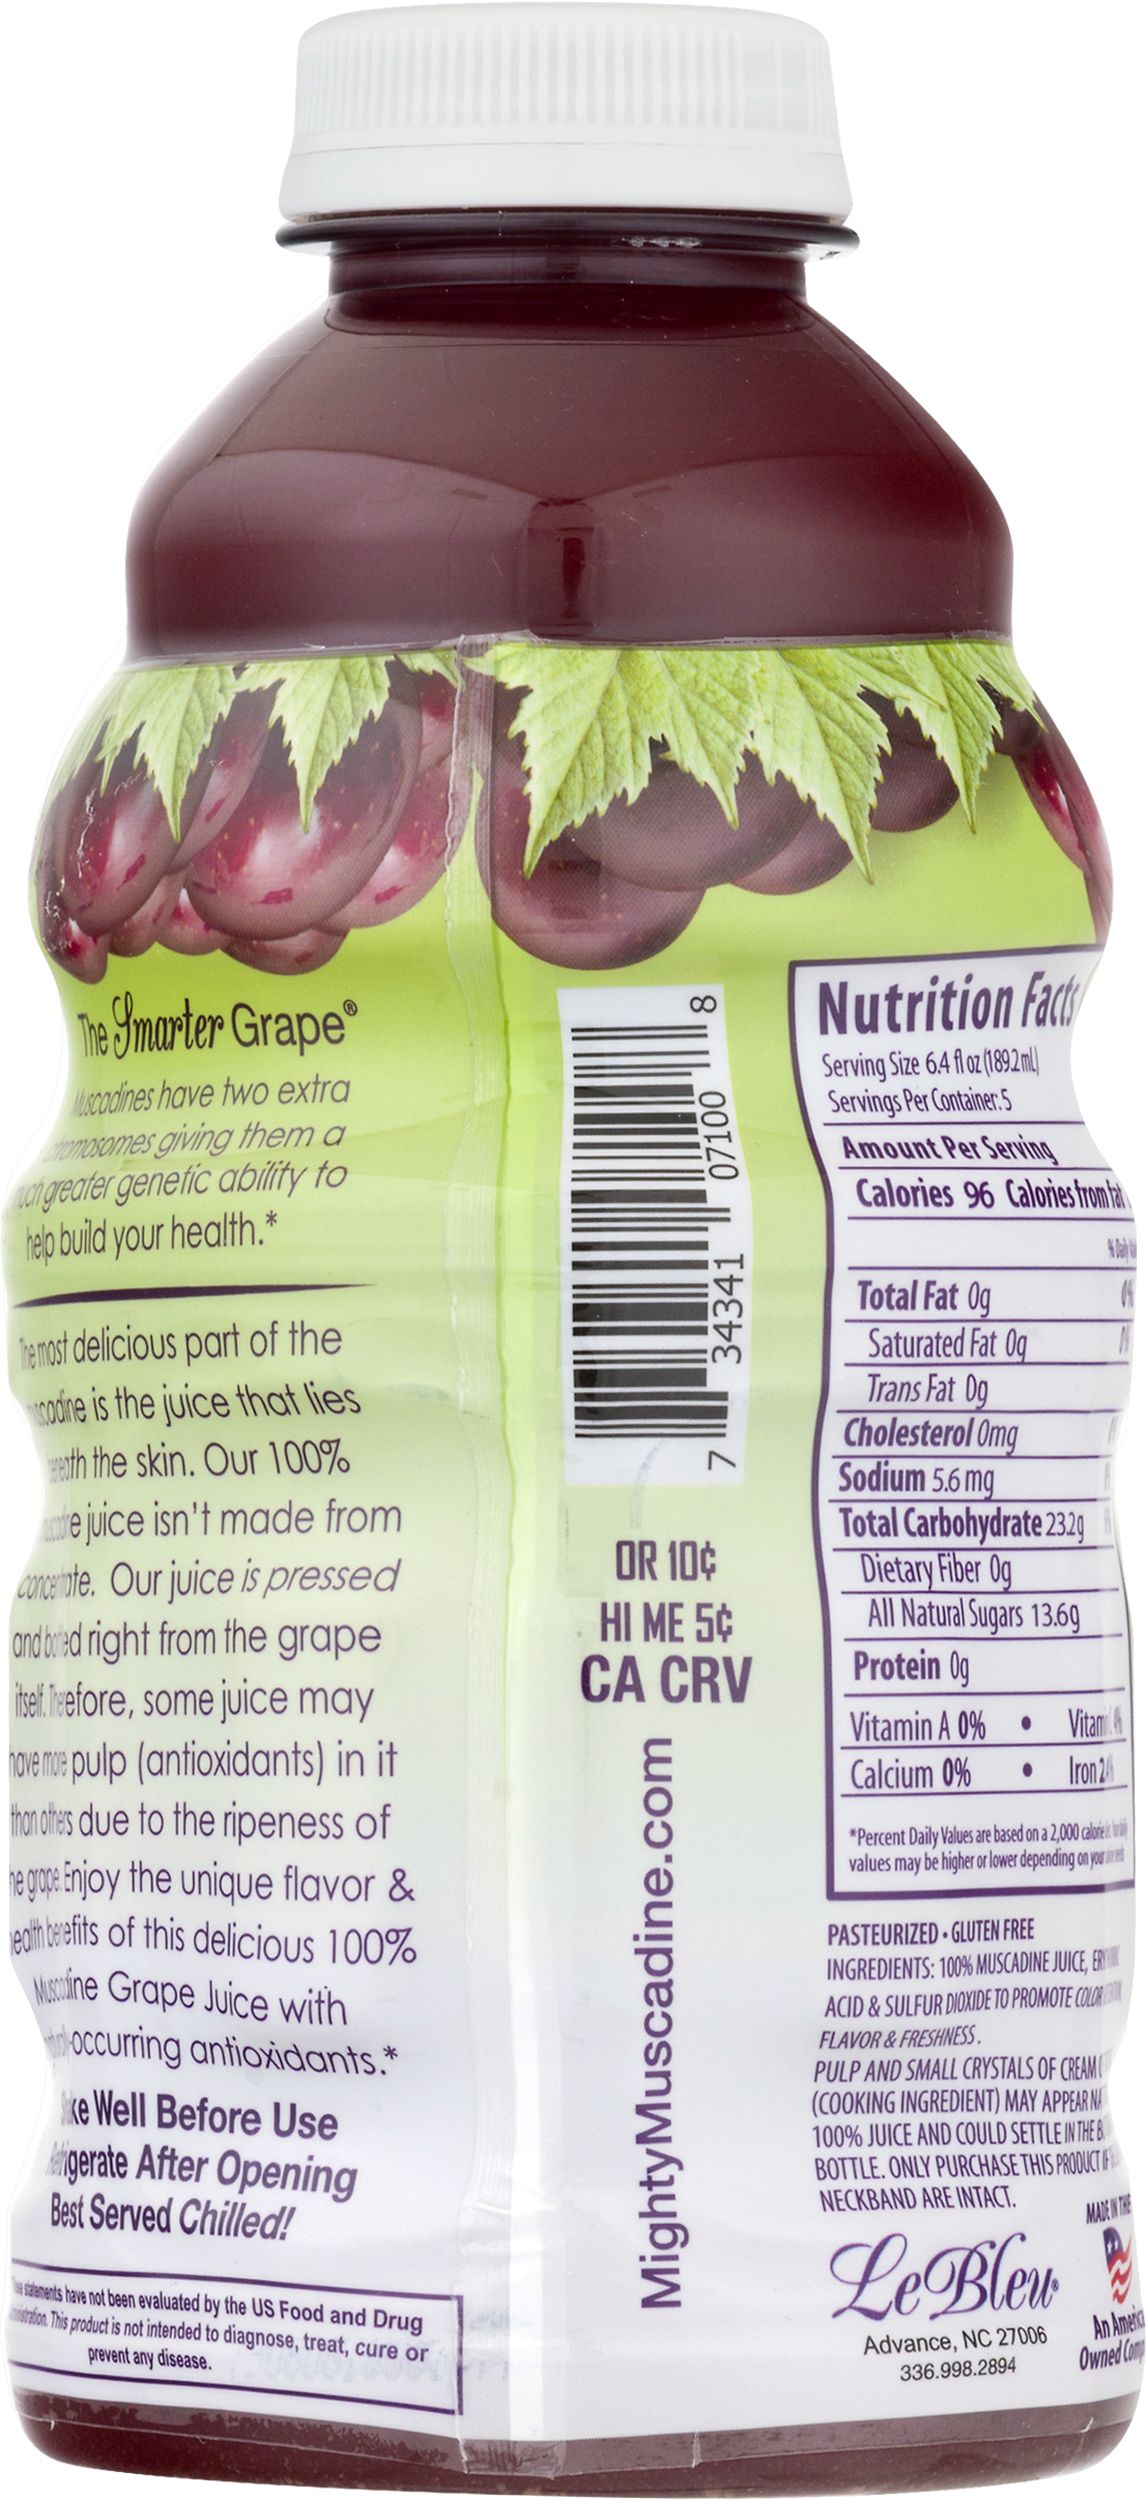 The Smarter Grape®
Muscadines have two extra
chromosomes giving them a
much greater genetic ability to
help build your health.*
The most delicious part of the
is the juice that lies
the skin. Our 100%
juice isn't made from
concentrate. Our juice is pressed
and bottled right from the grape
itself. Therefore, some juice may
have more pulp (antioxidants) in it
than others due to the ripeness of
the grape. Enjoy the unique flavor &
health benefits of this delicious 100%
Muscadine Grape Juice with
-occurring antioxidants.*
Shake Well Before Use
Refrigerate After Opening
Best Served Chilled!
These statements have not been evaluated by the US Food and Drug
This product is not intended to diagnose, treat, cure or
prevent any disease.
7 34341 07100 8
OR 10¢
HI ME 5¢
CA CRV
MightyMuscadine.com
Nutrition Facts
Serving Size 6.4 fl oz (189.2mL)
Servings Per Container: 5
Amount Per Serving
Calories 96 Calories from fat
% Daily
Total Fat 0g 0%
Saturated Fat 0g 0%
Trans Fat 0g
Cholesterol 0mg
Sodium 5.6 mg
Total Carbohydrate 23.2g
Dietary Fiber 0g
All Natural Sugars 13.6g
Protein 0g
Vitamin A 0% •
Calcium 0% • Iron
*Percent Daily Values are based on a 2,000 calorie
values may be higher or lower depending on your
PASTEURIZED • GLUTEN FREE
INGREDIENTS: 100% MUSCADINE JUICE,
ACID & SULFUR DIOXIDE TO PROMOTE COLOR
FLAVOR & FRESHNESS.
PULP AND SMALL CRYSTALS OF CREAM
(COOKING INGREDIENT) MAY APPEAR
100% JUICE AND COULD SETTLE IN THE
BOTTLE. ONLY PURCHASE THIS PRODUCT IF
NECKBAND ARE INTACT.
LeBleu®
Advance, NC 27006
336.998.2894
MADE IN THE
An
Owned